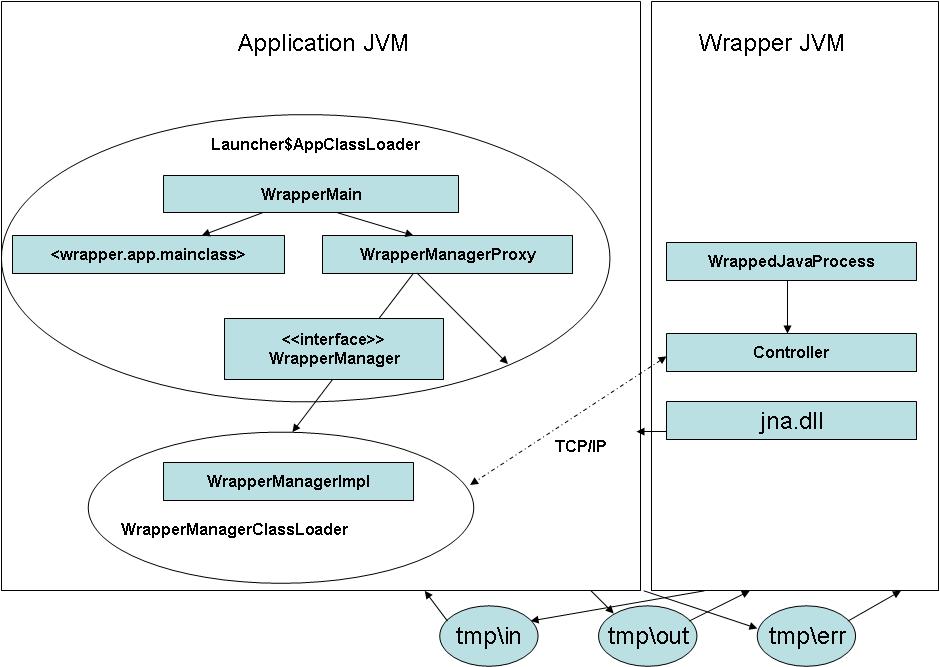 Application JVM
Wrapper JVM
Launcher$AppClassLoader
WrapperMain
<wrapper.app.mainclass>
WrapperManagerProxy
WrappedJavaProcess
<<interface>>
WrapperManager
Controller
jna.dll
TCP/IP
WrapperManagerImpl
WrapperManagerClassLoader
tmp\in
tmp\out
tmp\err